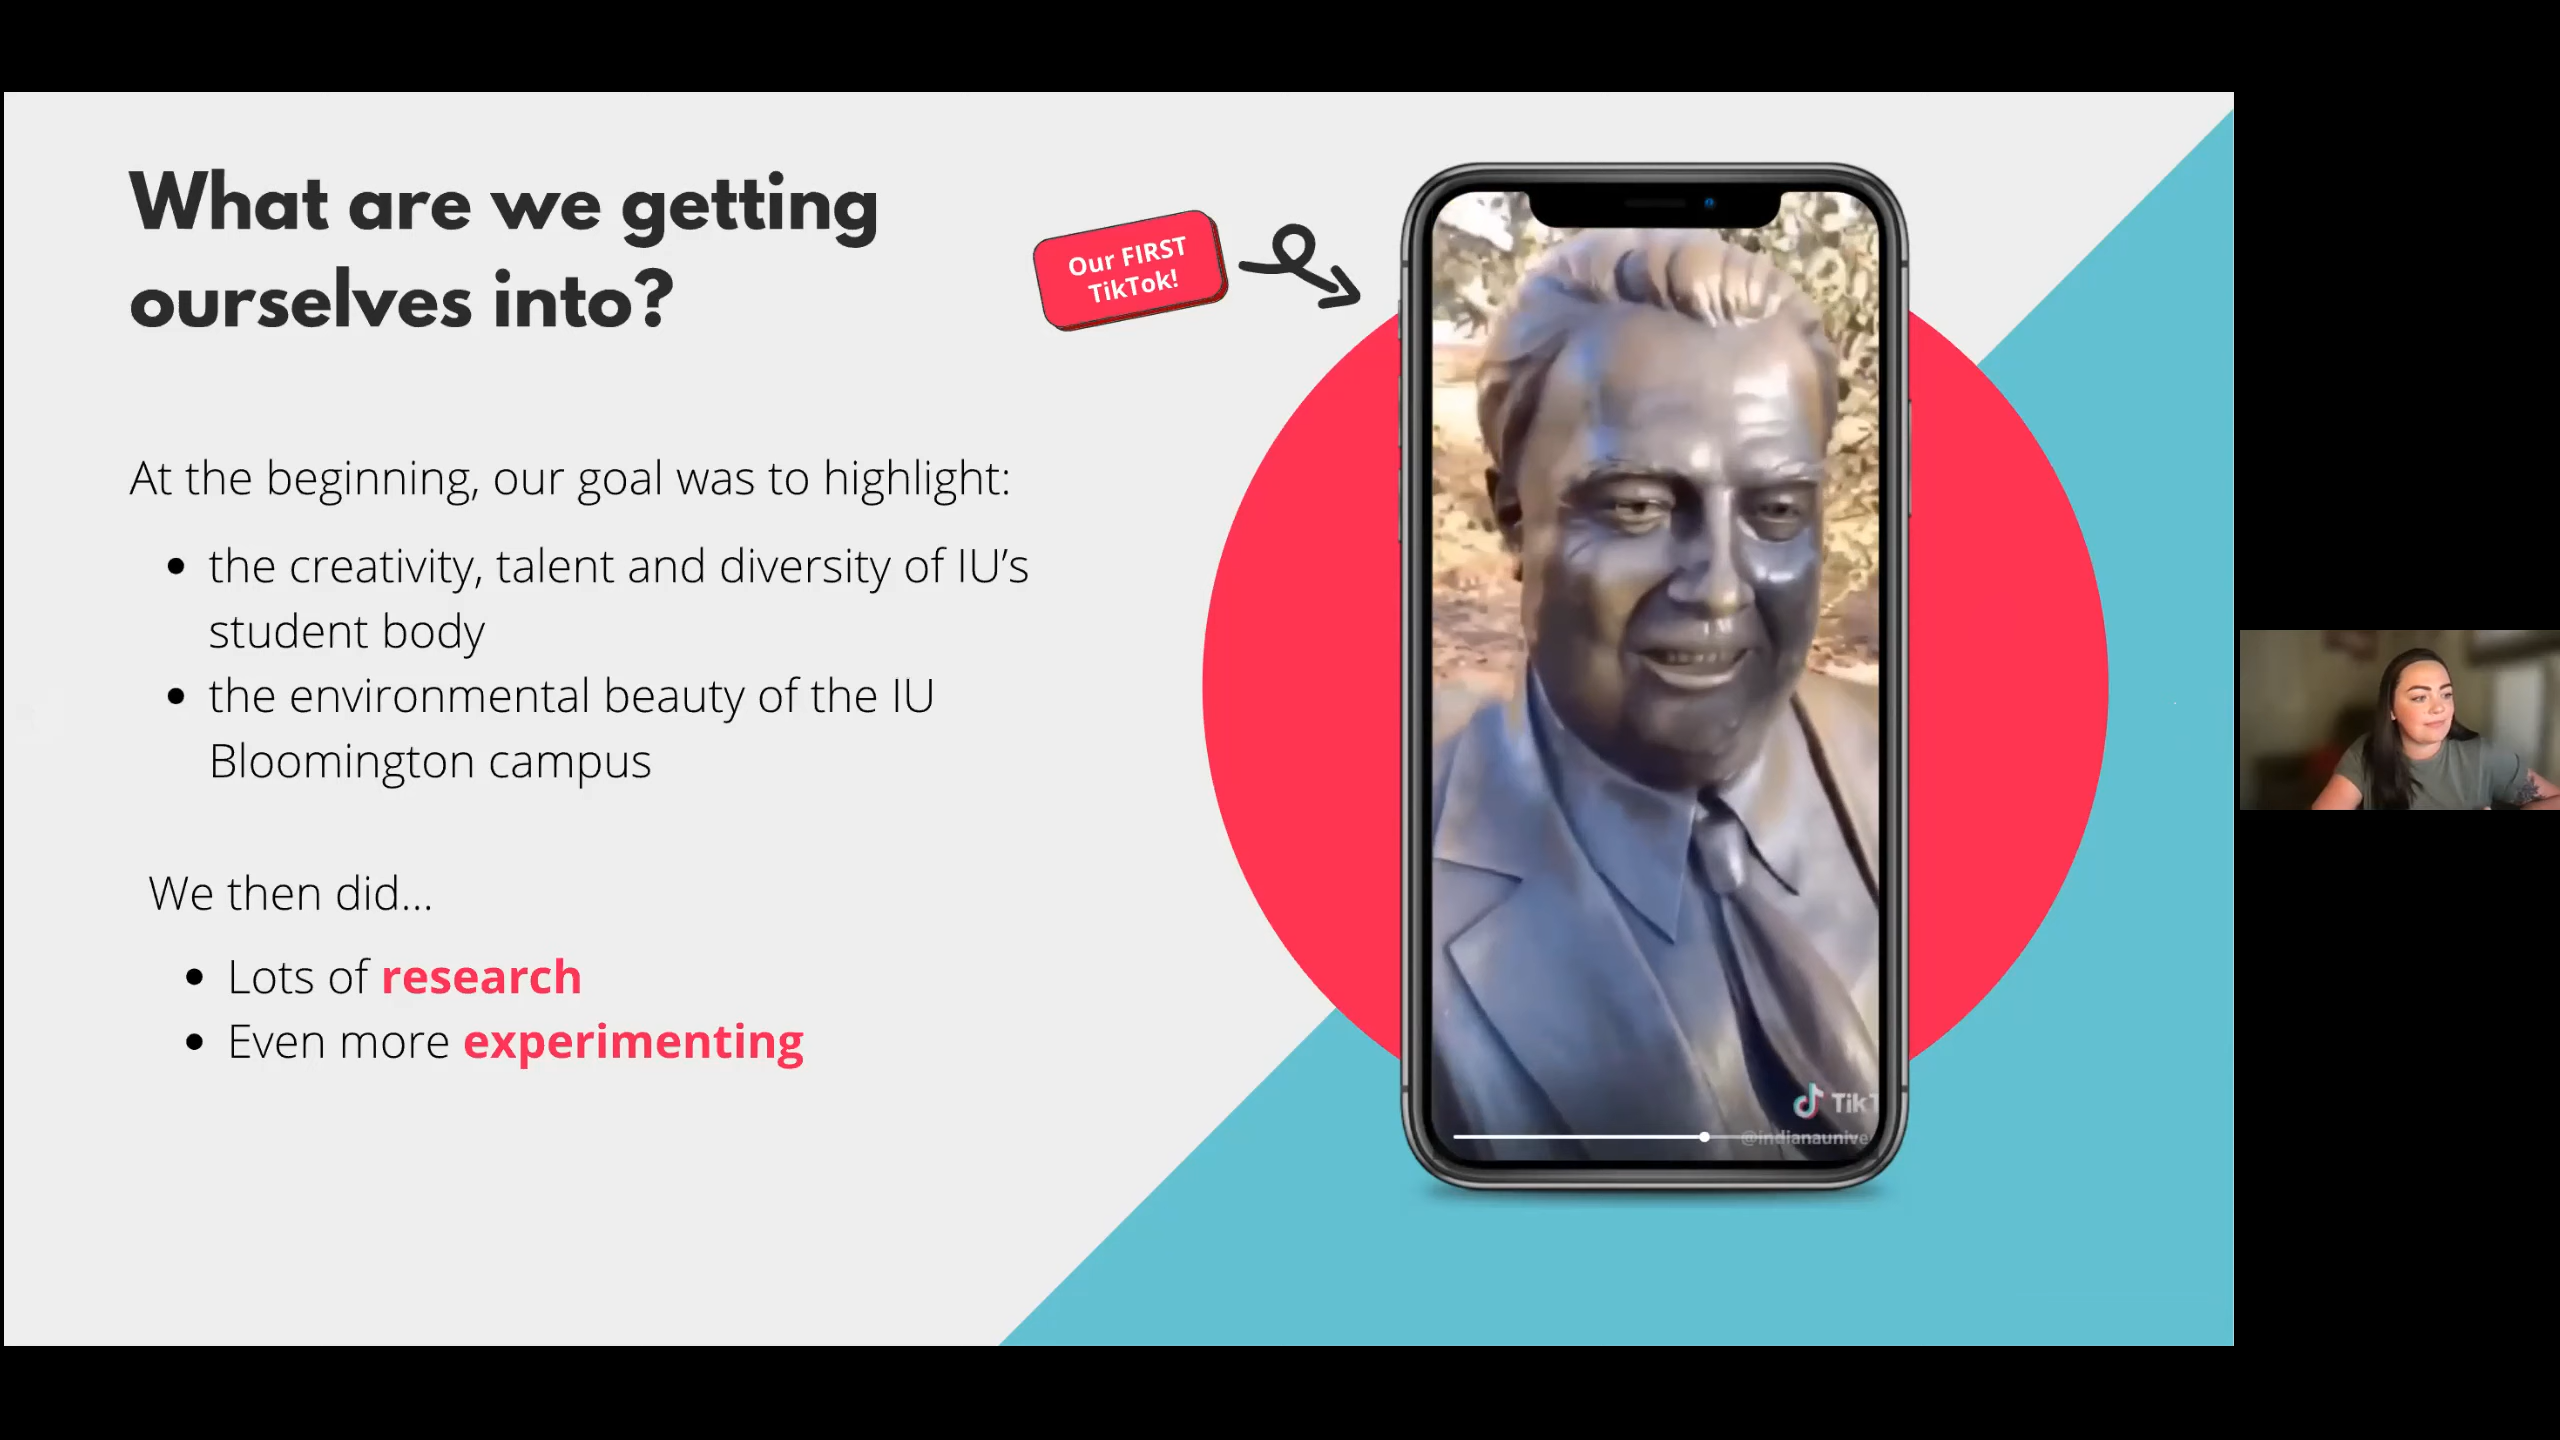 What are we getting
ourselves into?
Our FIRST
TikTok!
At the beginning, our goal was to highlight:
• the creativity, talent and diversity of IU’s
student body
• the environmental beauty of the IU
Bloomington campus
We then did...
• Lots of research
• Even more experimenting
TikT
@indianaunive